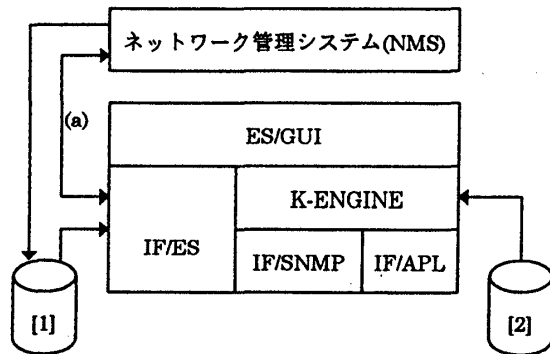 ネットワーク管理システム(NMS)
(a)
ES/GUI
K-ENGINE
IF/ES
IF/SNMP
IF/APL
[1]
[2]